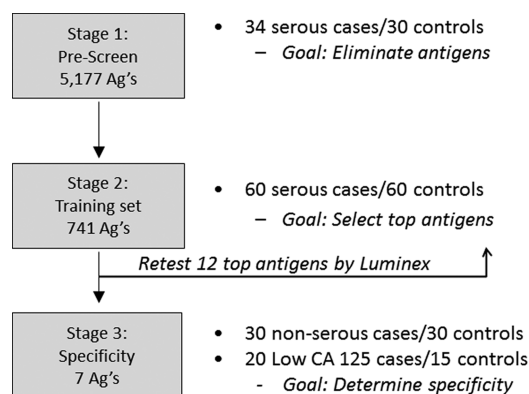 Stage 1:
Pre-Screen
5,177 Ag's
• 34 serous cases/30 controls
– Goal: Eliminate antigens
Stage 2:
Training set
741 Ag's
• 60 serous cases/60 controls
– Goal: Select top antigens
Retest 12 top antigens by Luminex
Stage 3:
Specificity
7 Ag's
• 30 non-serous cases/30 controls
• 20 Low CA 125 cases/15 controls
- Goal: Determine specificity